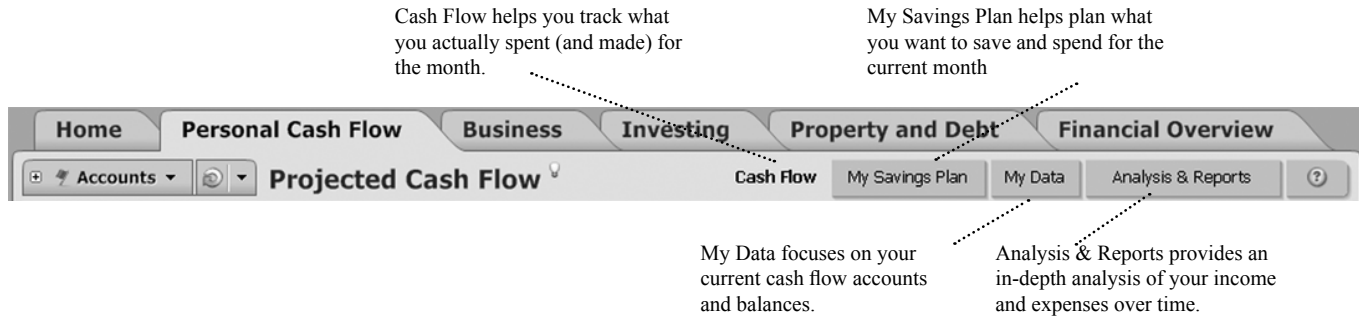 Cash Flow helps you track what
you actually spent (and made) for
the month.
My Savings Plan helps plan what
you want to save and spend for the
current month
Home Personal Cash Flow Business Investing Property and Debt Financial Overview
Accounts Projected Cash Flow Cash Flow My Savings Plan My Data Analysis & Reports ?
My Data focuses on your
current cash flow accounts
and balances.
Analysis & Reports provides an
in-depth analysis of your income
and expenses over time.